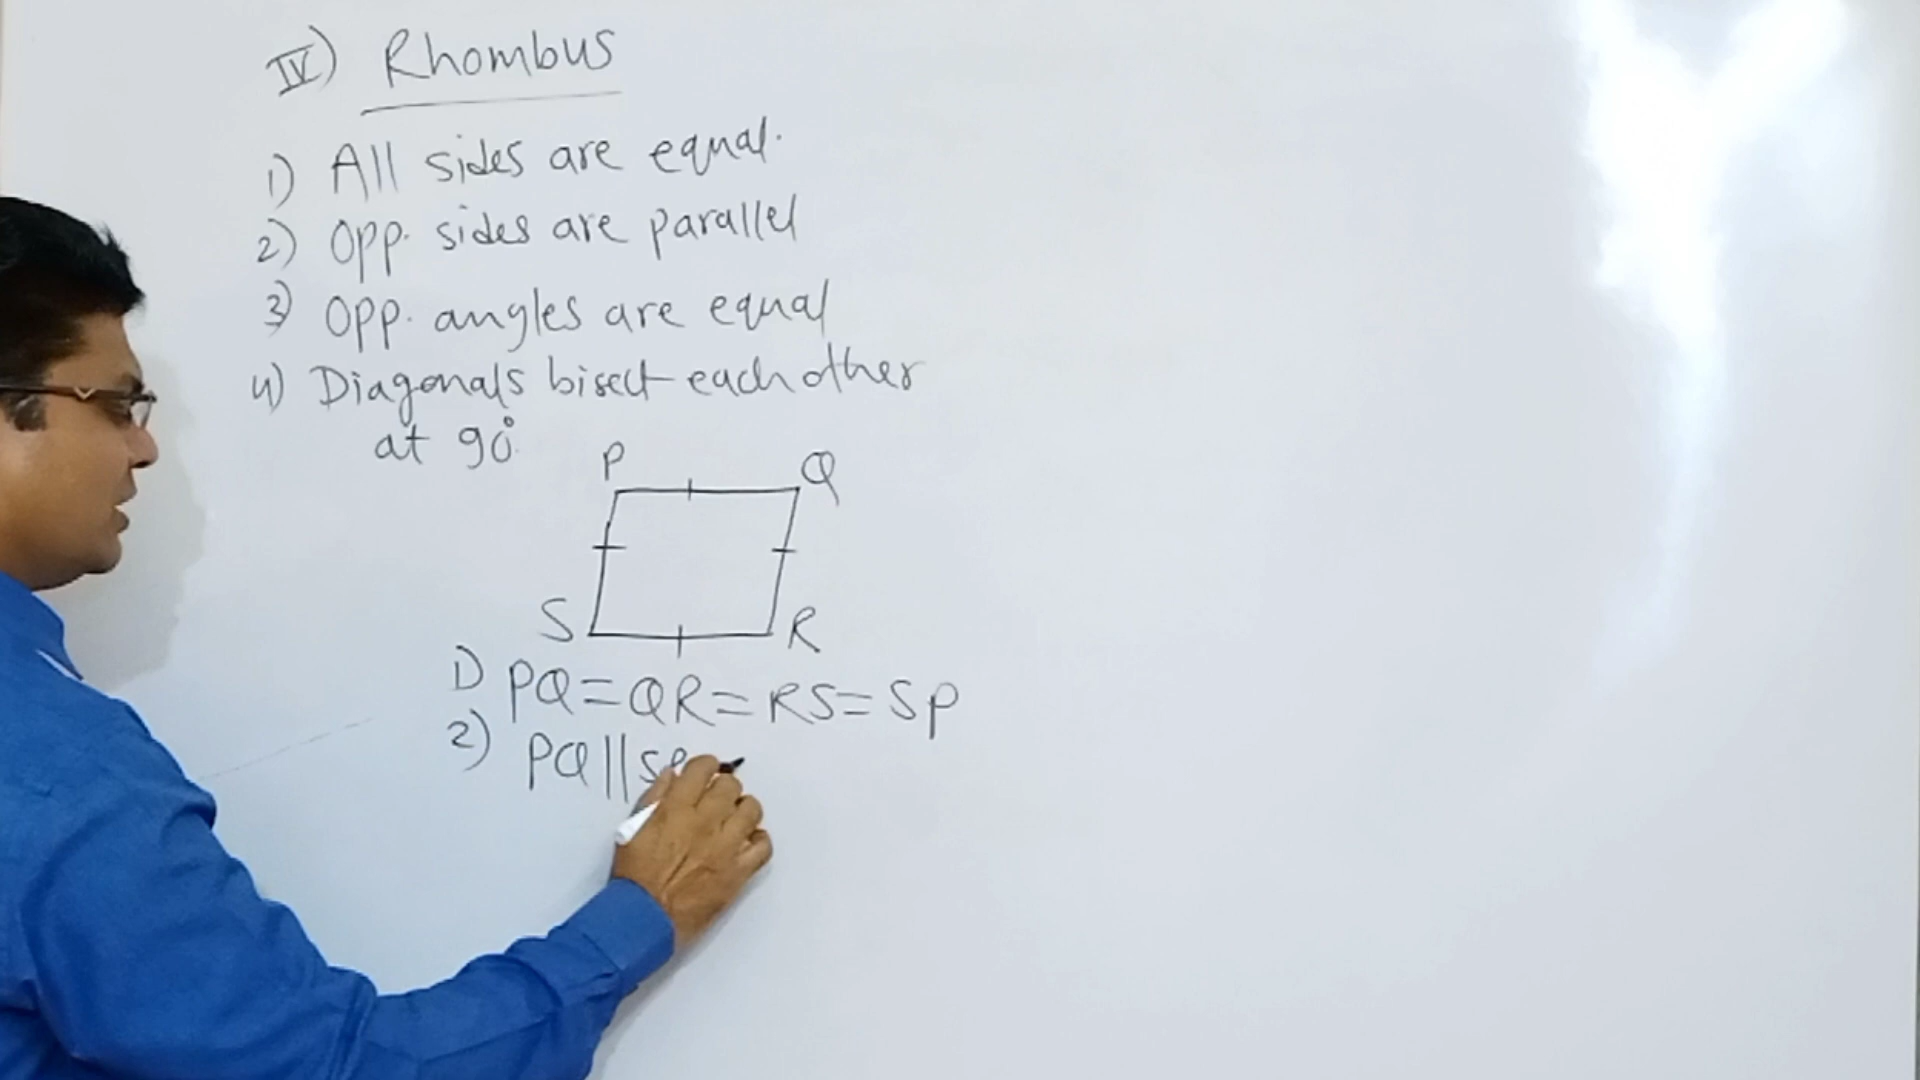 IV) Rhombus
1) All sides are equal.
2) Opp. sides are parallel
3) Opp. angles are equal
4) Diagonals bisect each other
at 90°.
P Q
S R
1) PQ=QR=RS=SP
2) PQ||